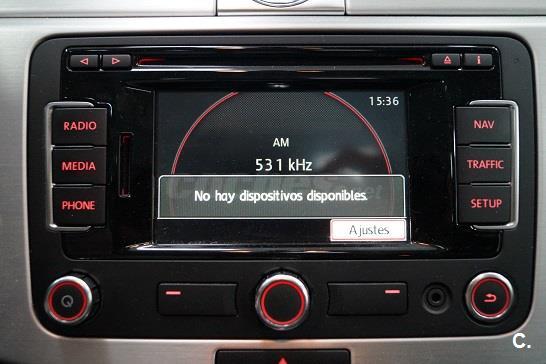 15:36
RADIO
AM
NAV
531 kHz
MEDIA
TRAFFIC
No hay dispositivos disponibles.
PHONE
SETUP
Ajustes
C.